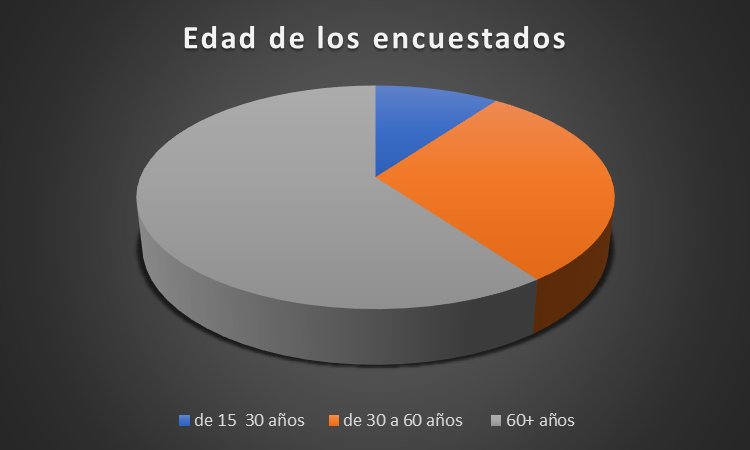 Edad de los encuestados
de 15  30 años
de 30 a 60 años
60+ años